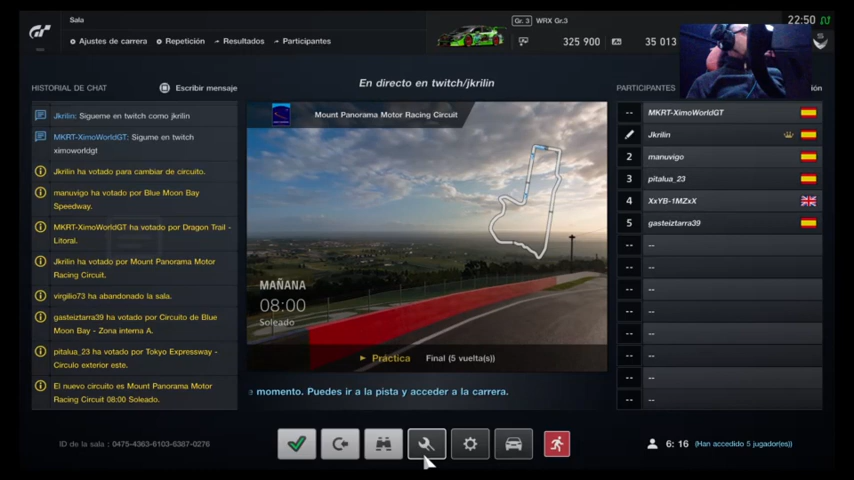 Sala
Ajustes de carrera
Repetición
Resultados
Participantes
Gr. 3
WRX Gr.3
325 900
35 013
22:50
HISTORIAL DE CHAT
Escribir mensaje
Jkrilin: Sigueme en twitch como jkrilin
MKRT-XimoWorldGT: Sigume en twitch
ximoworldgt
Jkrilin ha votado para cambiar de circuito.
manuvigo ha votado por Blue Moon Bay
Speedway.
MKRT-XimoWorldGT ha votado por Dragon Trail -
Litoral.
Jkrilin ha votado por Mount Panorama Motor
Racing Circuit.
virgilio73 ha abandonado la sala.
gasteiztarra39 ha votado por Circuito de Blue
Moon Bay - Zona interna A.
pitalua_23 ha votado por Tokyo Expressway -
Círculo exterior este.
El nuevo circuito es Mount Panorama Motor
Racing Circuit 08:00 Soleado.
En directo en twitch/jkrilin
Mount Panorama Motor Racing Circuit
MAÑANA
08:00
Soleado
Práctica
Final (5 vuelta(s))
e momento. Puedes ir a la pista y acceder a la carrera.
PARTICIPANTES
ión
-- MKRT-XimoWorldGT
Jkrilin
2 manuvigo
3 pitalua_23
4 XxYB-1MZxX
5 gasteiztarra39
-- --
-- --
-- --
-- --
-- --
-- --
-- --
-- --
ID de la sala : 0475-4363-6103-6387-0276
6: 16 (Han accedido 5 jugador(es))